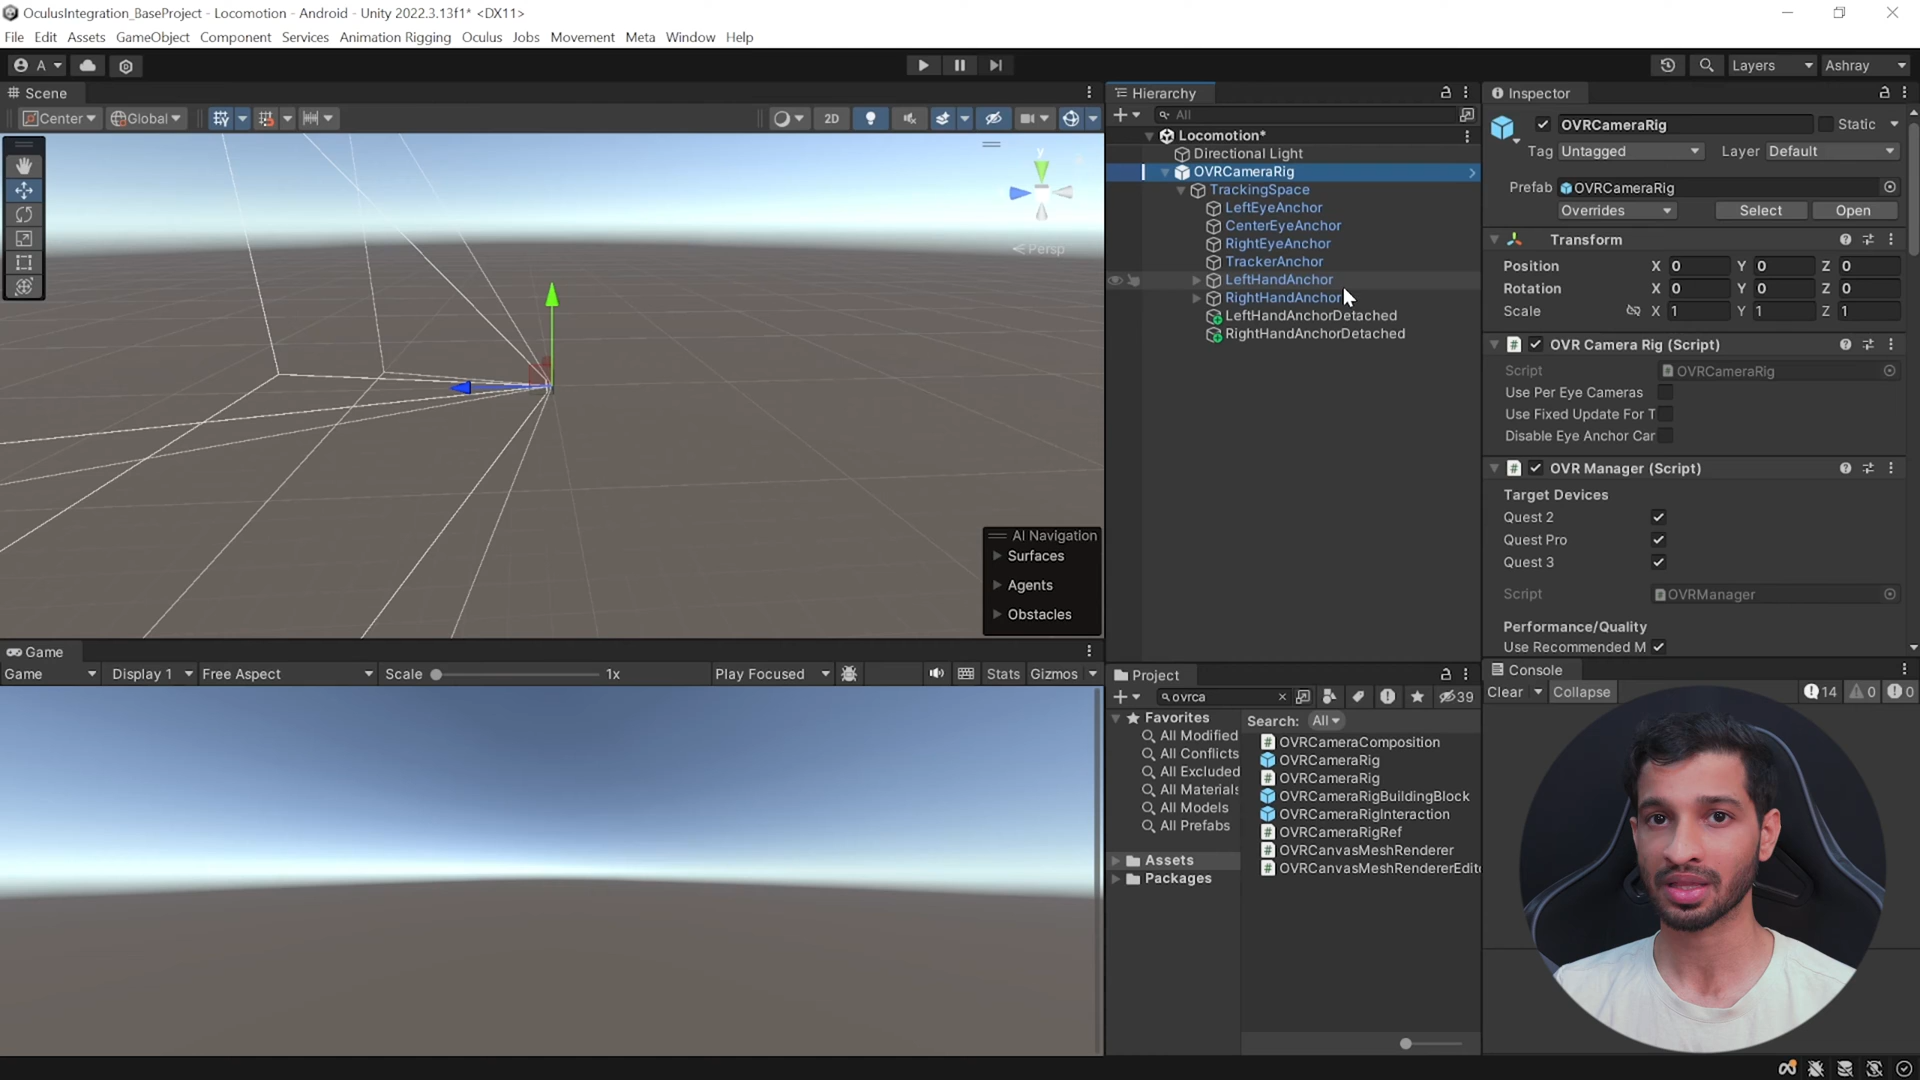 OculusIntegration_BaseProject - Locomotion - Android - Unity 2022.3.13f1* <DX11>
File Edit Assets GameObject Component Services Animation Rigging Oculus Jobs Movement Meta Window Help
A Layers Ashray
Scene
Center Global 2D
y
Persp
AI Navigation
Surfaces
Agents
Obstacles
Game
Game Display 1 Free Aspect Scale 1x Play Focused Stats Gizmos
Hierarchy
All
Locomotion*
Directional Light
OVRCameraRig
TrackingSpace
LeftEyeAnchor
CenterEyeAnchor
RightEyeAnchor
TrackerAnchor
LeftHandAnchor
RightHandAnchor
LeftHandAnchorDetached
RightHandAnchorDetached
Project
ovrca 39
Favorites
All Modified
All Conflicts
All Excluded
All Materials
All Models
All Prefabs
Assets
Packages
Search: All
OVRCameraComposition
OVRCameraRig
OVRCameraRig
OVRCameraRigBuildingBlock
OVRCameraRigInteraction
OVRCameraRigRef
OVRCanvasMeshRenderer
OVRCanvasMeshRendererEdit
Inspector
OVRCameraRig Static
Tag Untagged Layer Default
Prefab OVRCameraRig
Overrides Select Open
Transform
Position X 0 Y 0 Z 0
Rotation X 0 Y 0 Z 0
Scale X 1 Y 1 Z 1
OVR Camera Rig (Script)
Script OVRCameraRig
Use Per Eye Cameras
Use Fixed Update For T
Disable Eye Anchor Car
OVR Manager (Script)
Target Devices
Quest 2
Quest Pro
Quest 3
Script OVRManager
Performance/Quality
Use Recommended M
Console
Clear Collapse 14 0 0